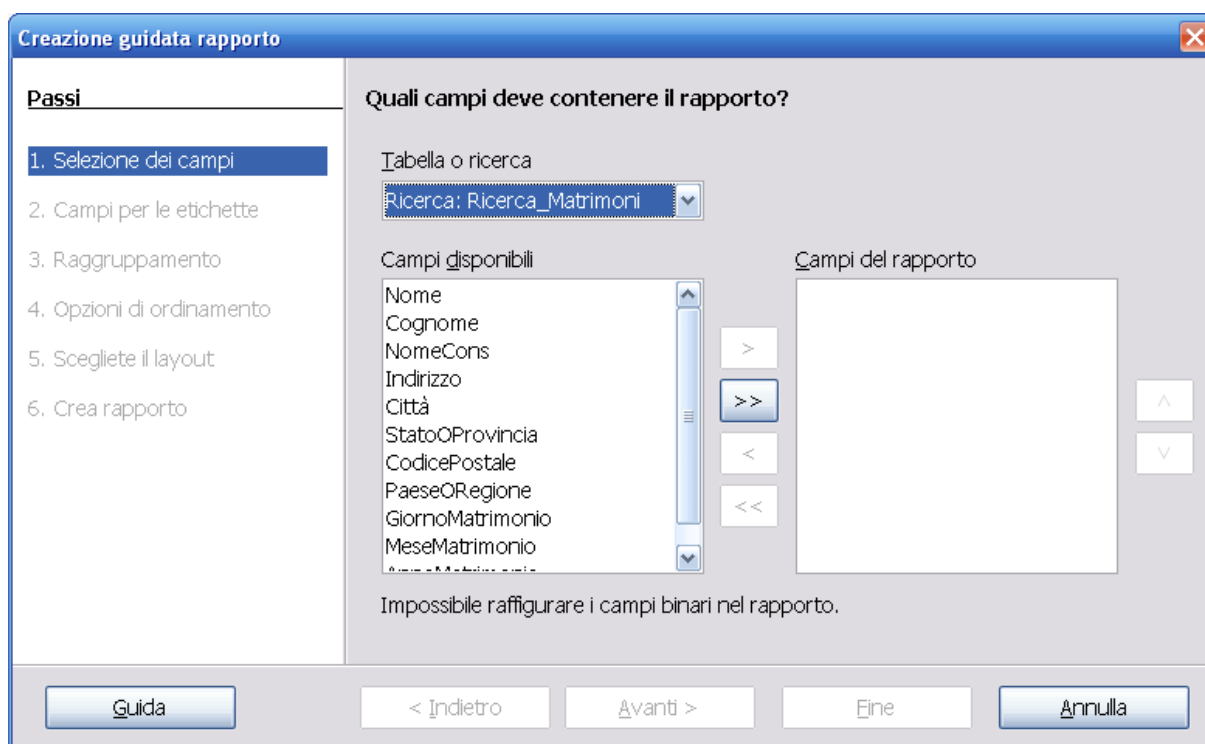 Creazione guidata rapporto
Passi
1. Selezione dei campi
2. Campi per le etichette
3. Raggruppamento
4. Opzioni di ordinamento
5. Scegliete il layout
6. Crea rapporto
Quali campi deve contenere il rapporto?
Tabella o ricerca
Ricerca: Ricerca_Matrimoni
Campi disponibili
Nome
Cognome
NomeCons
Indirizzo
Città
StatoOProvincia
CodicePostale
PaeseORegione
GiornoMatrimonio
MeseMatrimonio
>
>>
<
<<
Campi del rapporto
Impossibile raffigurare i campi binari nel rapporto.
Guida
< Indietro
Avanti >
Fine
Annulla